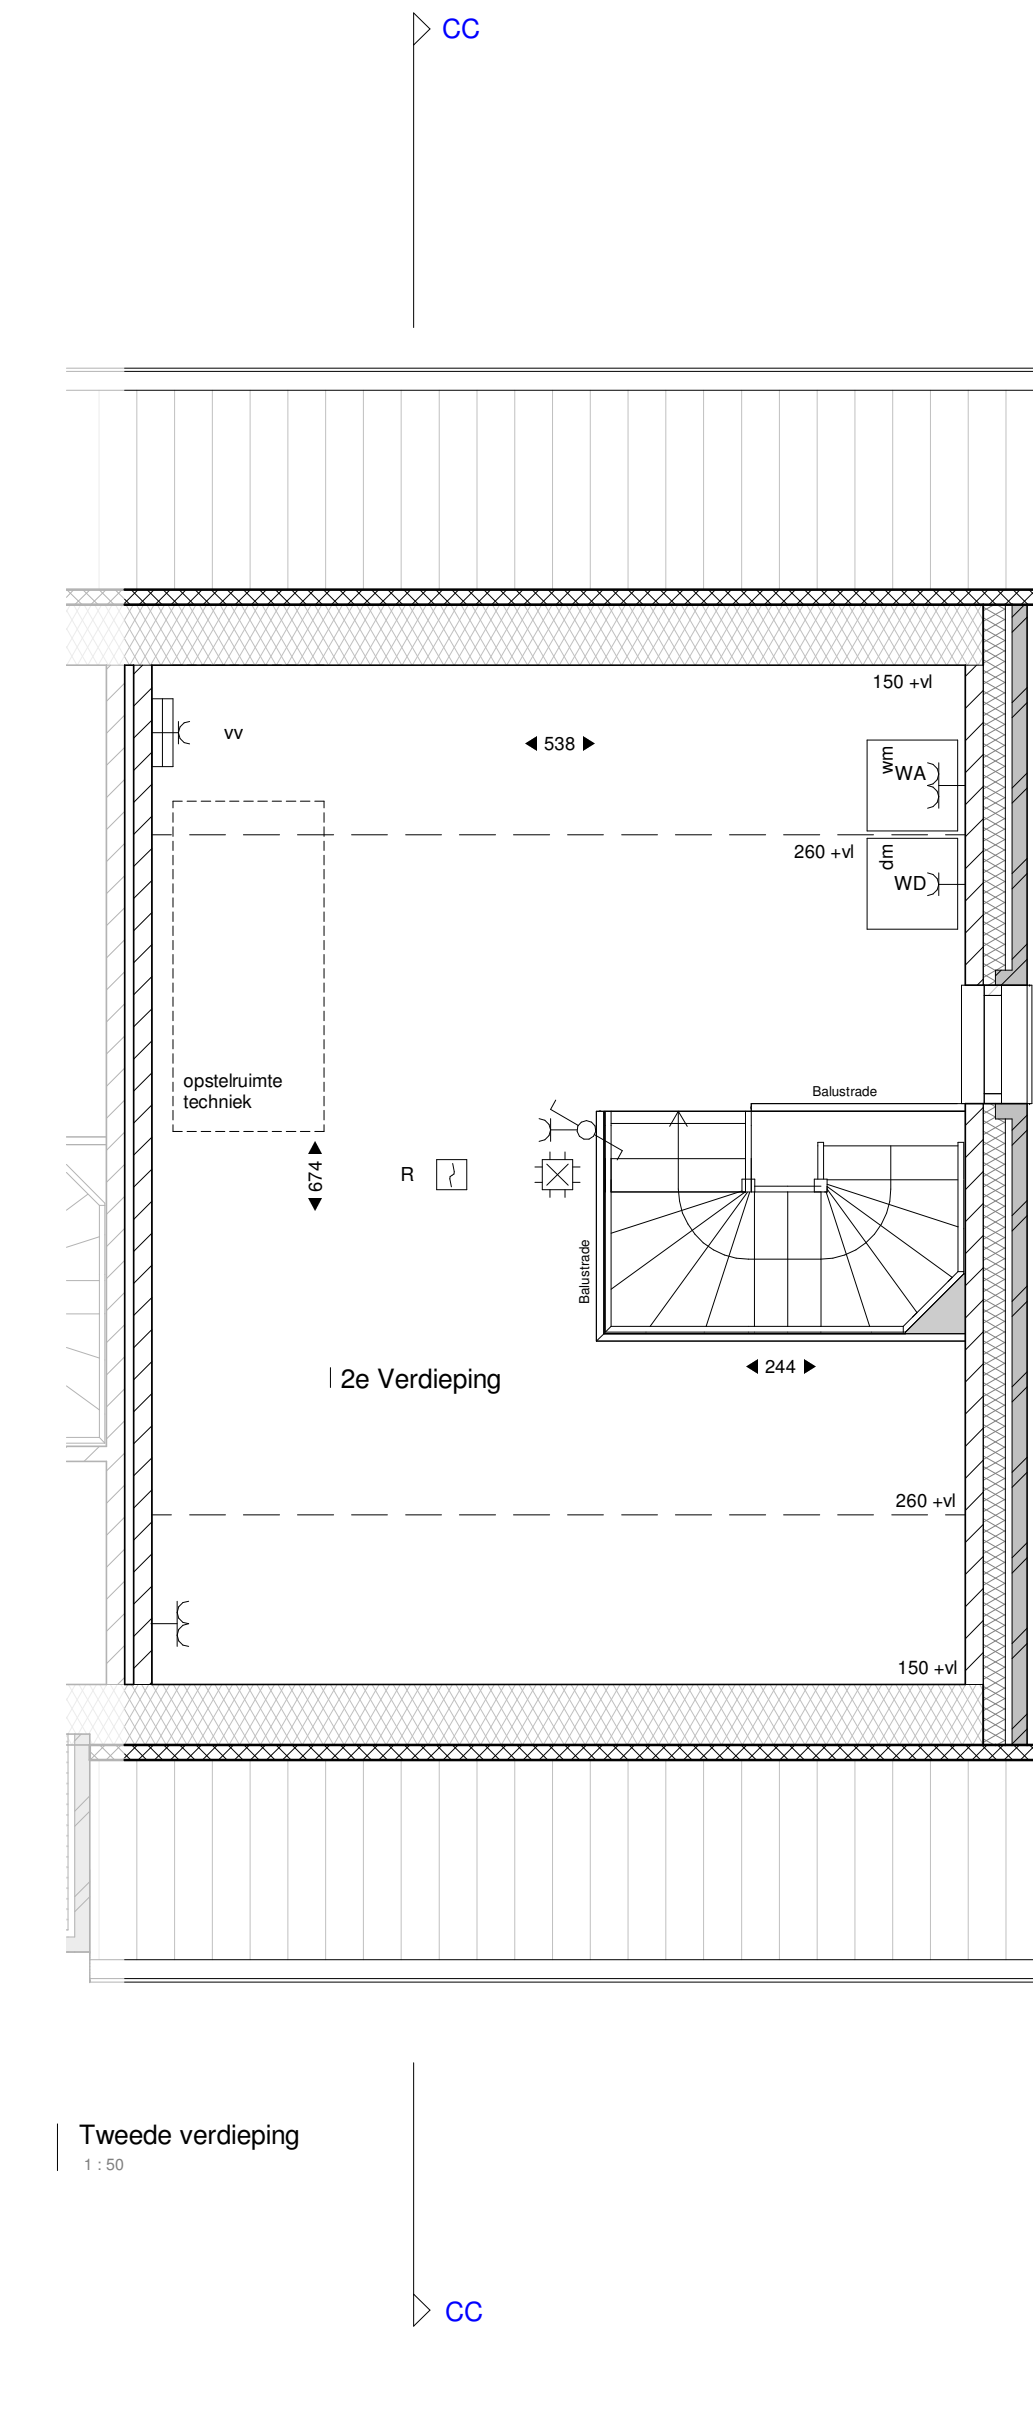 CC
150 +vl
vv
538
wm
WA
260 +vl
dm
WD
opstelruimte
techniek
Balustrade
674
R
Balustrade
244
2e Verdieping
260 +vl
150 +vl
Tweede verdieping
1 : 50
CC